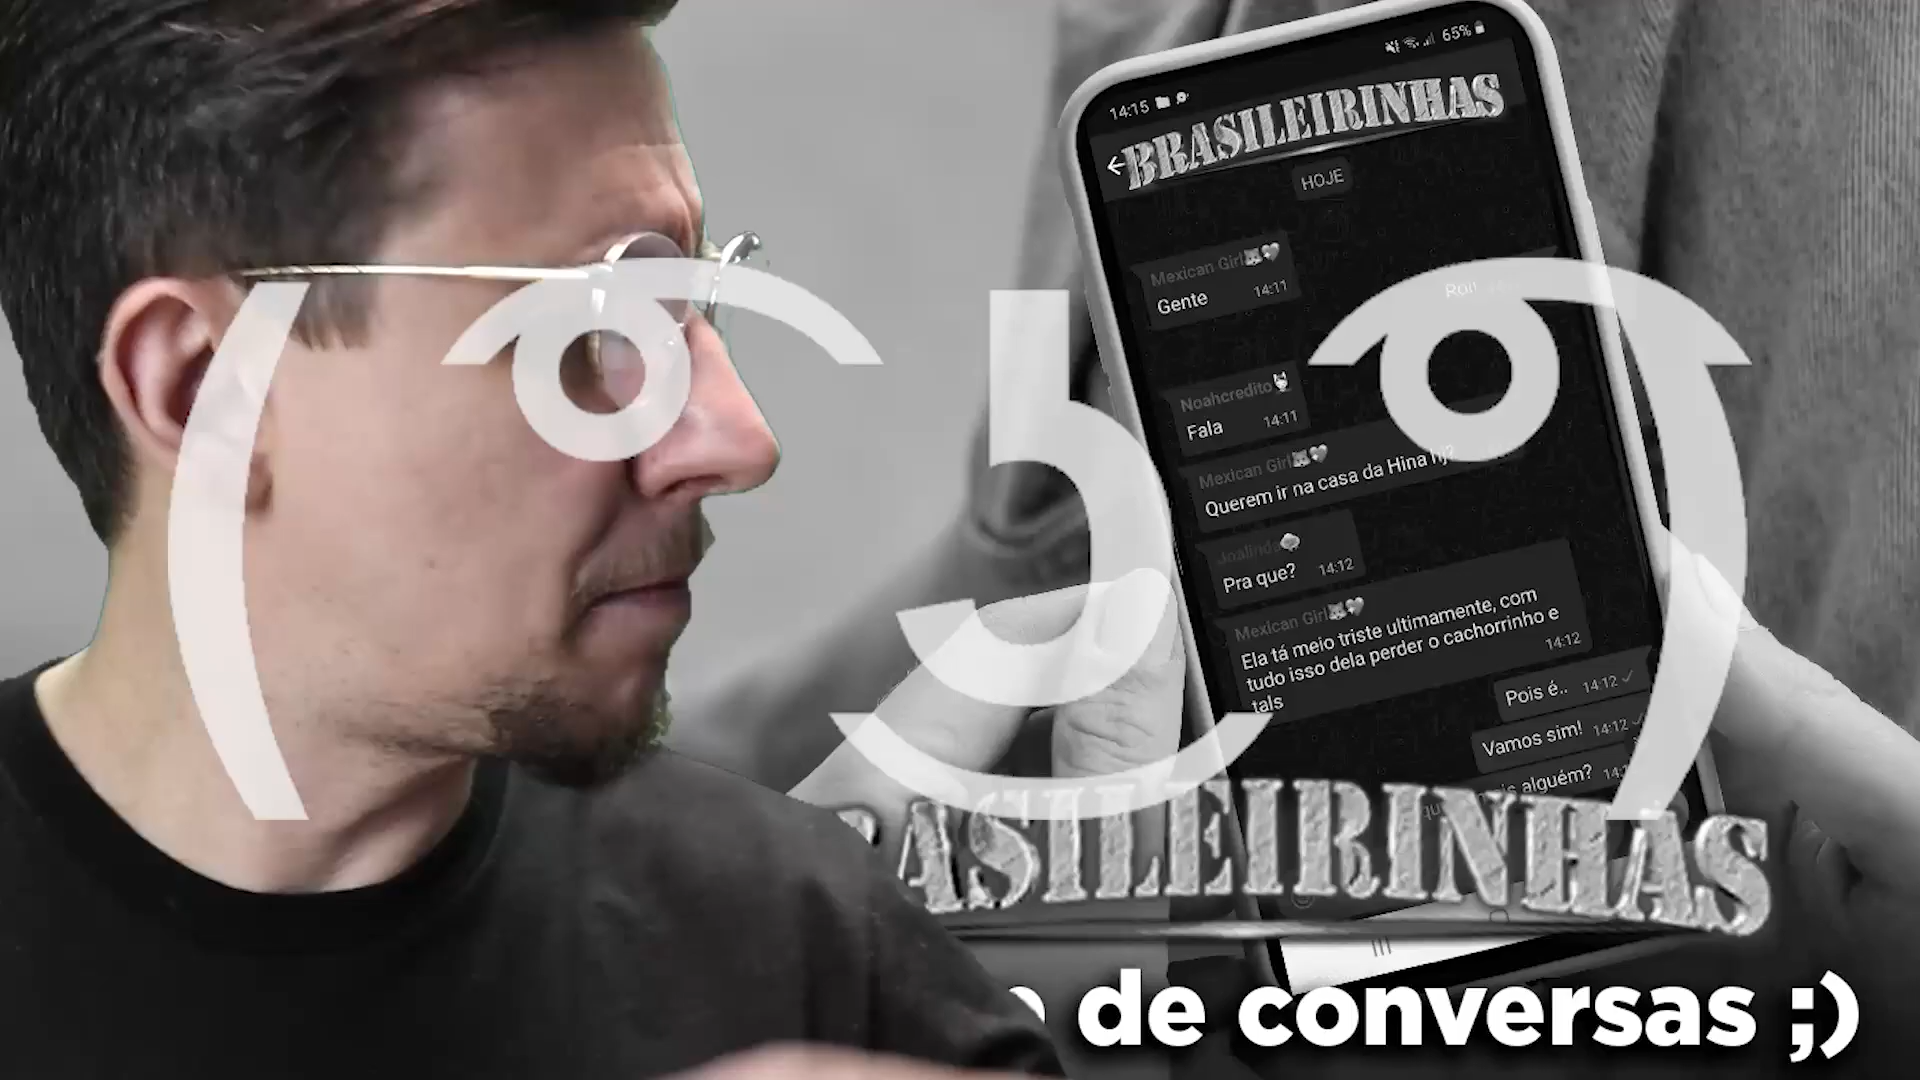 14:15
65%
BRASILEIRINHAS
HOJE
Mexican Girl
Gente 14:11
Noahcredito
Fala 14:11
Mexican Girl
Querem ir na casa da Hina hj?
Joalinda
Pra que? 14:12
Mexican Girl
Ela tá meio triste ultimamente, com
tudo isso dela perder o cachorrinho e
tals 14:12
Pois é.. 14:12
Vamos sim! 14:12
alguém?
ASILEIRINHAS
de conversas ;)